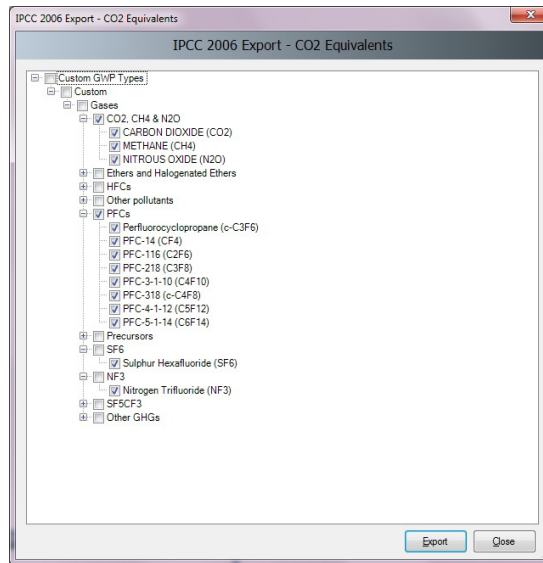 IPCC 2006 Export - CO2 Equivalents
IPCC 2006 Export - CO2 Equivalents
Custom GWP Types
Custom
Gases
CO2, CH4 & N2O
CARBON DIOXIDE (CO2)
METHANE (CH4)
NITROUS OXIDE (N2O)
Ethers and Halogenated Ethers
HFCs
Other pollutants
PFCs
Perfluorocyclopropane (c-C3F6)
PFC-14 (CF4)
PFC-116 (C2F6)
PFC-218 (C3F8)
PFC-3-1-10 (C4F10)
PFC-318 (c-C4F8)
PFC-4-1-12 (C5F12)
PFC-5-1-14 (C6F14)
Precursors
SF6
Sulphur Hexafluoride (SF6)
NF3
Nitrogen Trifluoride (NF3)
SF5CF3
Other GHGs
Export Close